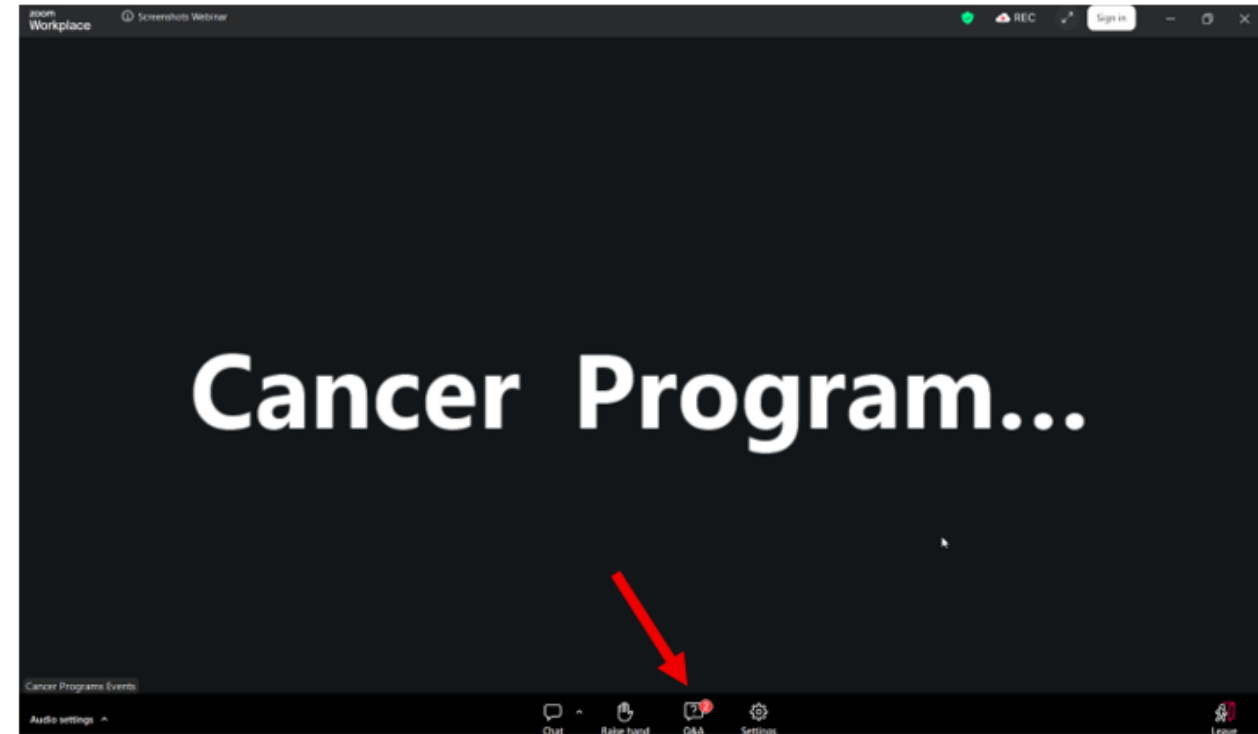 zoom
Workplace
Screenshots Webinar
REC
Sign in
Cancer Program...
Cancer Programs Events
Audio settings
Chat
Raise hand
2
Q&A
Settings
Leave